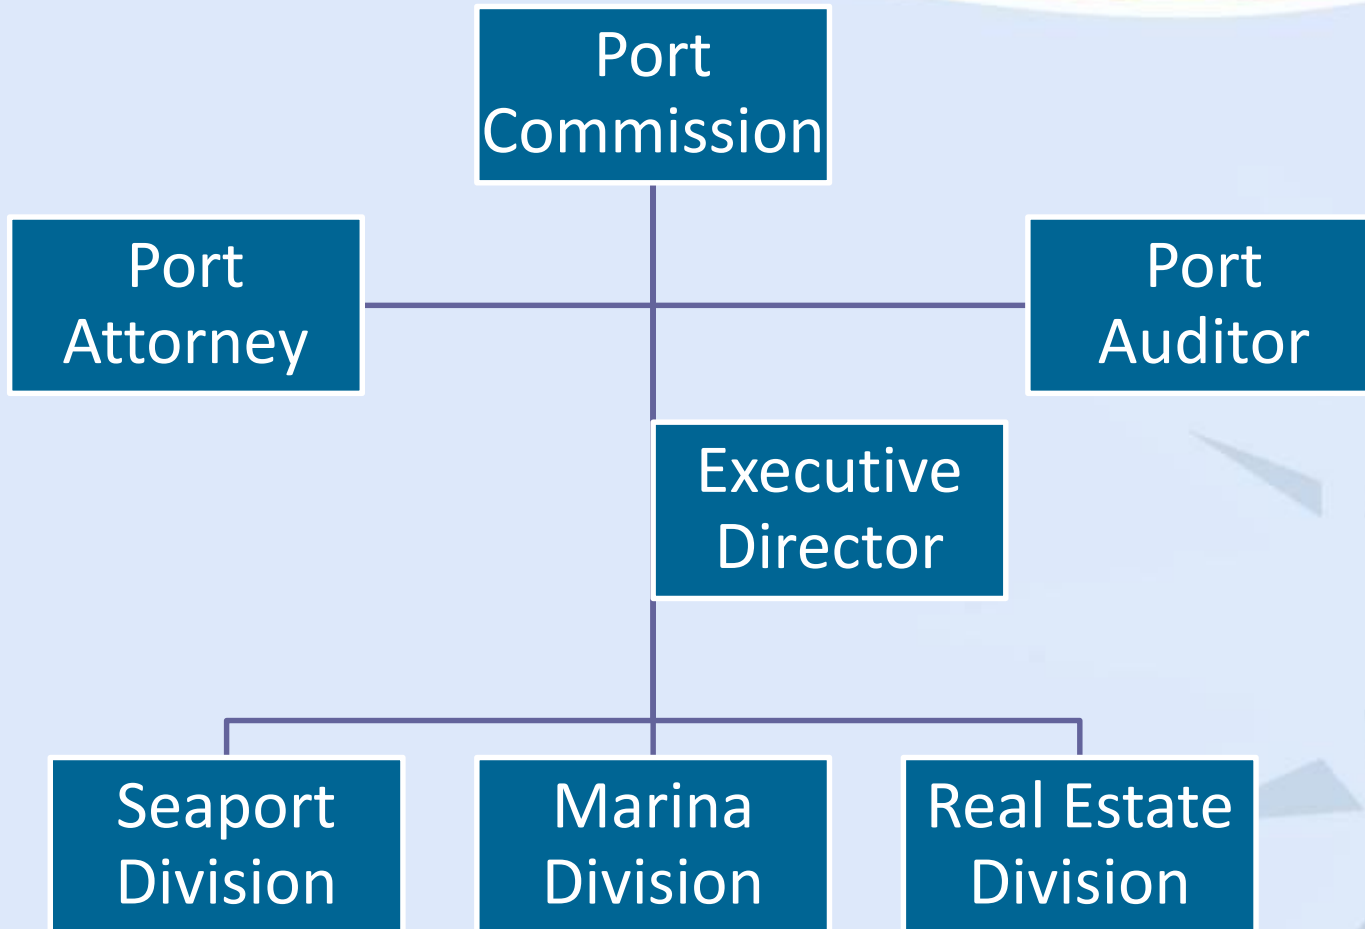 Port
Commission
Port
Attorney
Port
Auditor
Executive
Director
Seaport
Division
Marina
Division
Real Estate
Division